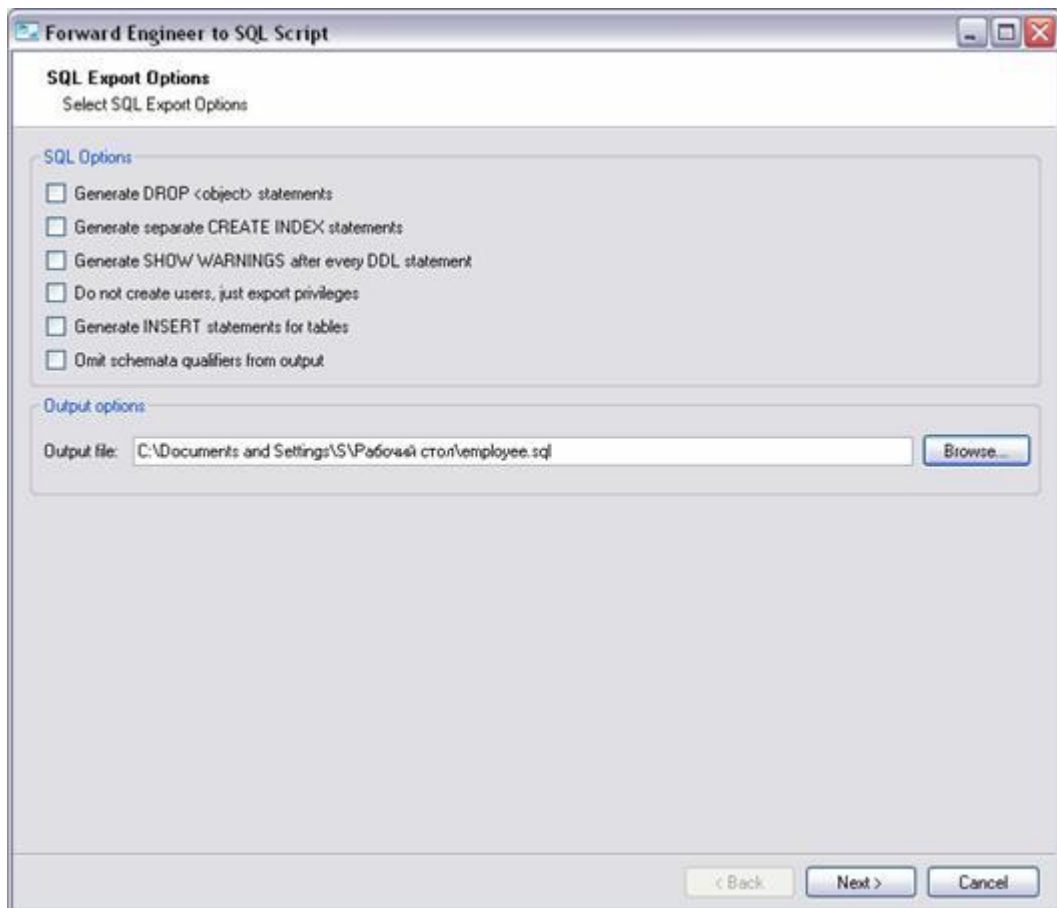 Forward Engineer to SQL Script
SQL Export Options
Select SQL Export Options
SQL Options
Generate DROP <object> statements
Generate separate CREATE INDEX statements
Generate SHOW WARNINGS after every DDL statement
Do not create users, just export privileges
Generate INSERT statements for tables
Omit schemata qualifiers from output
Output options
Output file: C:\Documents and Settings\S\Рабочий стол\employee.sql Browse...
< Back Next > Cancel